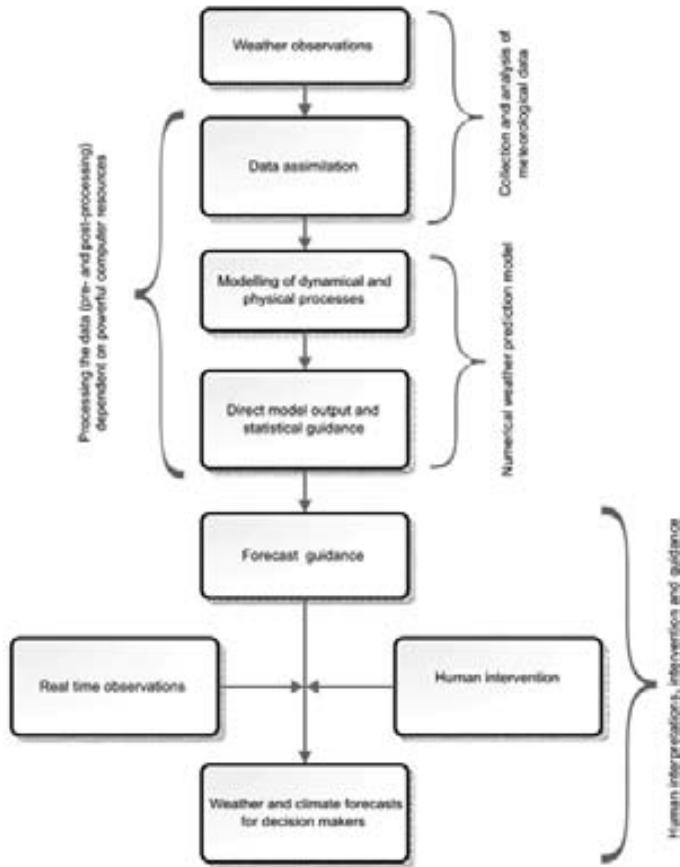 Weather observations
Collection and analysis of
meteorological data
Data assimilation
Processing the data (pre- and post-processing)
dependent on powerful computer resources
Modelling of dynamical and
physical processes
Numerical weather prediction model
Direct model output and
statistical guidance
Forecast guidance
Human interpretations, intervention and guidance
Real time observations
Human intervention
Weather and climate forecasts
for decision makers